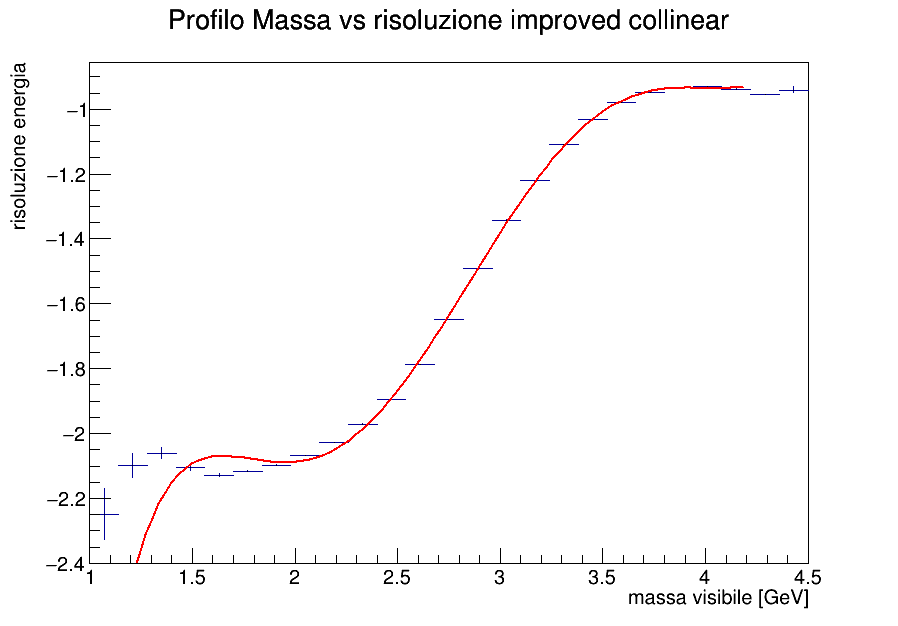 Profilo Massa vs risoluzione improved collinear
risoluzione energia
−1
−1.2
−1.4
−1.6
−1.8
−2
−2.2
−2.4
1 1.5 2 2.5 3 3.5 4 4.5
massa visibile [GeV]